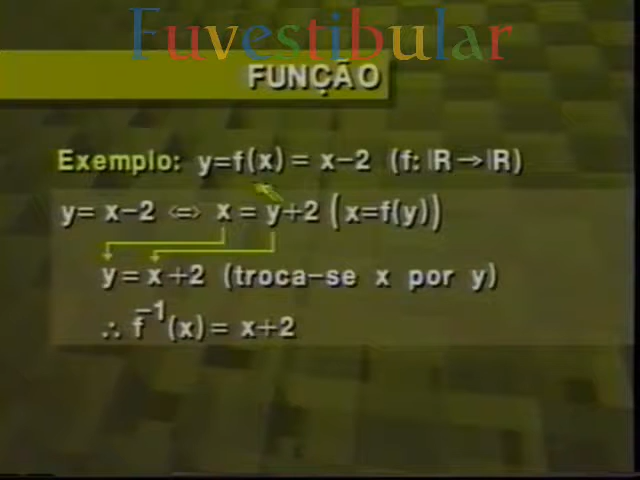 Fuvestibular
FUNÇÃO
Exemplo: y=f(x) = x-2 (f: ℝ → ℝ)
y= x-2 <=> x = y+2 (x=f(y))
y = x+2 (troca-se x por y)
∴ f⁻¹(x) = x+2